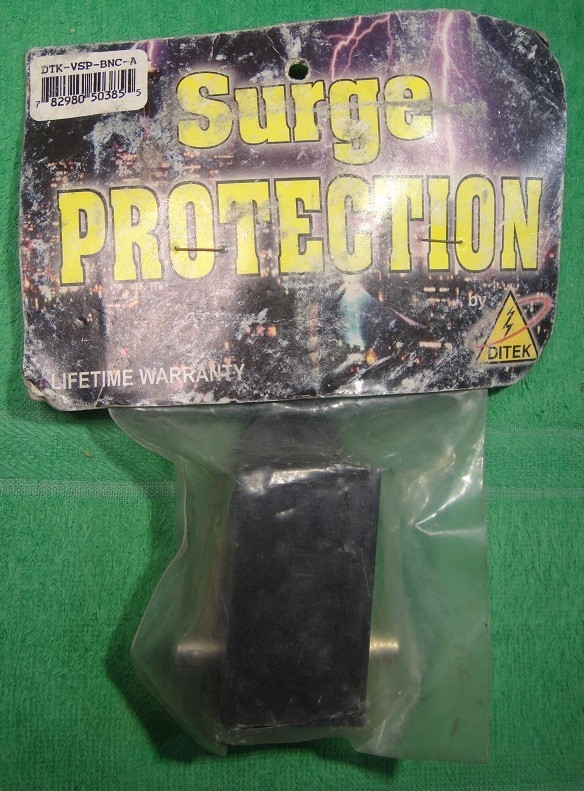 DTK-VSP-BNC-A
7 82980 50385 5
Surge
PROTECTION
by
DITEK
LIFETIME WARRANTY